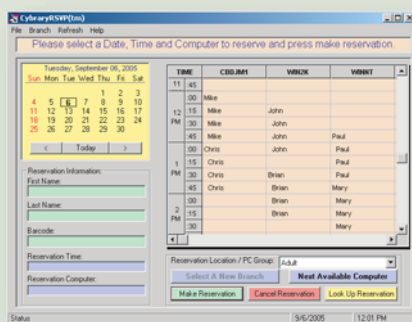 CybraryRSVP(tm)
File Branch Refresh Help
Please select a Date, Time and Computer to reserve and press make reservation.
Tuesday, September 06, 2005
Sun Mon Tue Wed Thu Fri Sat
1 2 3
4 5 6 7 8 9 10
11 12 13 14 15 16 17
18 19 20 21 22 23 24
25 26 27 28 29 30
< Today >
Reservation Information:
First Name:
Last Name:
Barcode:
Reservation Time:
Reservation Computer:
TIME CDDJM1 WIN2K WINNT
11 :45
:00 Mike
12 :15 Mike John
PM :30 Mike John
:45 Mike John Paul
:00 Chris John Paul
1 :15 Chris Paul
PM :30 Chris Brian Paul
:45 Chris Brian Mary
:00 Brian Mary
2 :15 Brian Mary
PM :30 Mary
Reservation Location / PC Group: Adult
Select A New Branch Next Available Computer
Make Reservation Cancel Reservation Look Up Reservation
Status 9/6/2005 12:01 PM